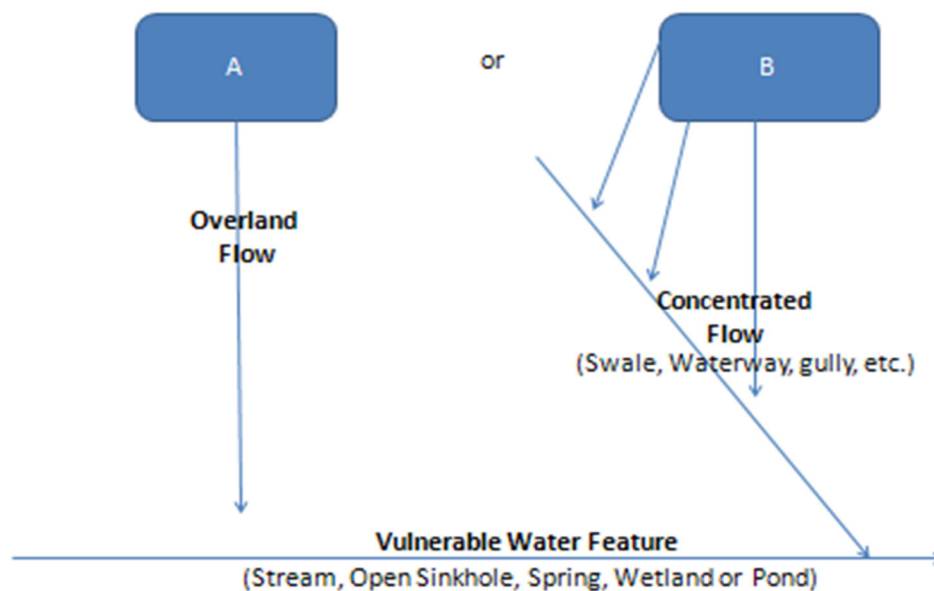 A
or
B
Overland
Flow
Concentrated
Flow
(Swale, Waterway, gully, etc.)
Vulnerable Water Feature
(Stream, Open Sinkhole, Spring, Wetland or Pond)